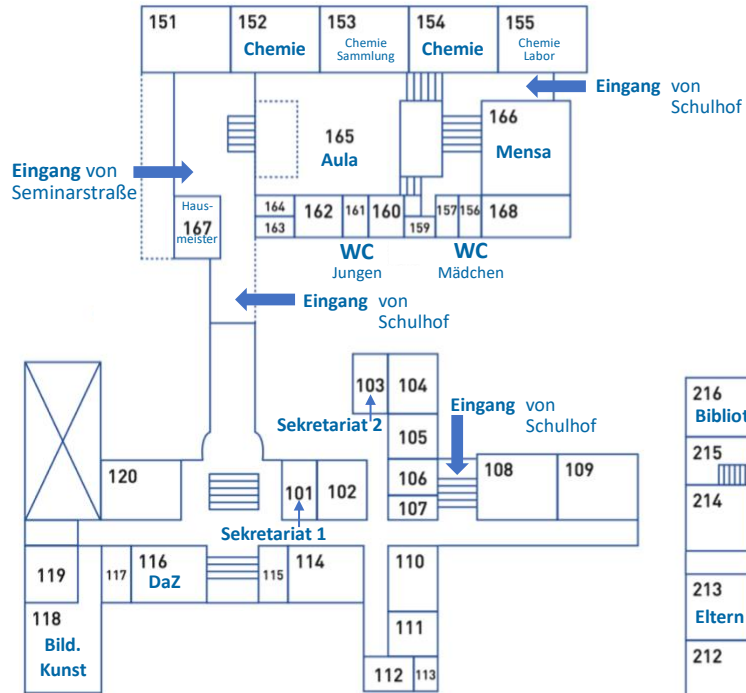 151
152
153
154
155
Chemie
Chemie
Sammlung
Chemie
Chemie
Labor
Eingang von
Schulhof
165
Aula
166
Mensa
Eingang von
Seminarstraße
Haus-
167
meister
164
163
162
161
160
159
157
156
168
WC
Jungen
WC
Mädchen
Eingang von
Schulhof
103
104
Sekretariat 2
Eingang von
Schulhof
105
120
101
102
106
107
108
109
Sekretariat 1
119
117
116
DaZ
115
114
110
118
Bild.
Kunst
111
112
113
216
Bibliot
215
214
213
Eltern
212